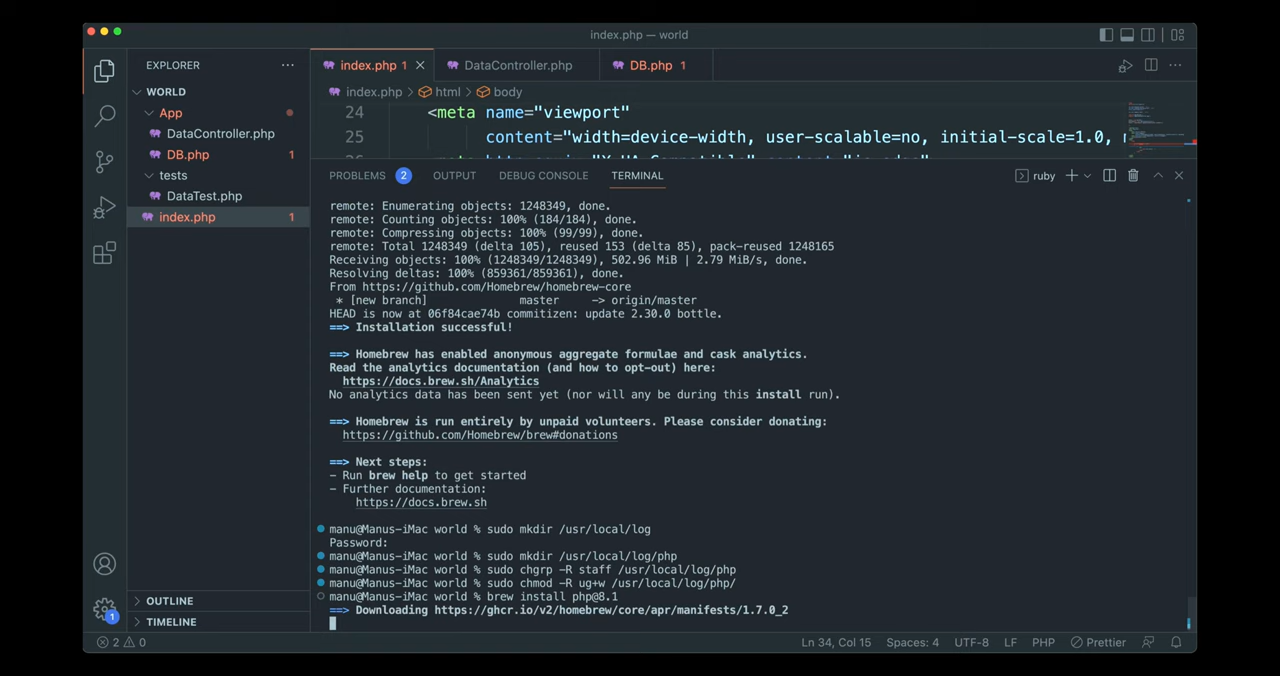 index.php — world
EXPLORER
WORLD
App
DataController.php
DB.php 1
tests
DataTest.php
index.php 1
OUTLINE
TIMELINE
index.php 1
DataController.php
DB.php 1
index.php > html > body
24 <meta name="viewport"
25 content="width=device-width, user-scalable=no, initial-scale=1.0,
PROBLEMS 2 OUTPUT DEBUG CONSOLE TERMINAL
ruby
remote: Enumerating objects: 1248349, done.
remote: Counting objects: 100% (184/184), done.
remote: Compressing objects: 100% (99/99), done.
remote: Total 1248349 (delta 105), reused 153 (delta 85), pack-reused 1248165
Receiving objects: 100% (1248349/1248349), 502.96 MiB | 2.79 MiB/s, done.
Resolving deltas: 100% (859361/859361), done.
From https://github.com/Homebrew/homebrew-core
* [new branch] master -> origin/master
HEAD is now at 06f84cae74b commitizen: update 2.30.0 bottle.
==> Installation successful!
==> Homebrew has enabled anonymous aggregate formulae and cask analytics.
Read the analytics documentation (and how to opt-out) here:
https://docs.brew.sh/Analytics
No analytics data has been sent yet (nor will any be during this install run).
==> Homebrew is run entirely by unpaid volunteers. Please consider donating:
https://github.com/Homebrew/brew#donations
==> Next steps:
- Run brew help to get started
- Further documentation:
https://docs.brew.sh
manu@Manus-iMac world % sudo mkdir /usr/local/log
Password:
manu@Manus-iMac world % sudo mkdir /usr/local/log/php
manu@Manus-iMac world % sudo chgrp -R staff /usr/local/log/php
manu@Manus-iMac world % sudo chmod -R ug+w /usr/local/log/php/
manu@Manus-iMac world % brew install php@8.1
==> Downloading https://ghcr.io/v2/homebrew/core/apr/manifests/1.7.0_2
1
2 0
Ln 34, Col 15 Spaces: 4 UTF-8 LF PHP Prettier